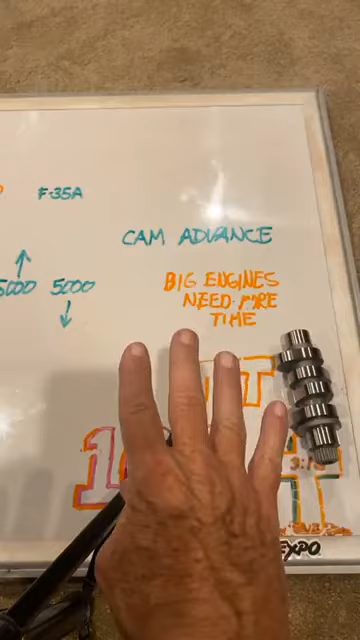 F-35A
CAM ADVANCE
5000 5000
BIG ENGINES
NEED MORE
TIME
EXPO